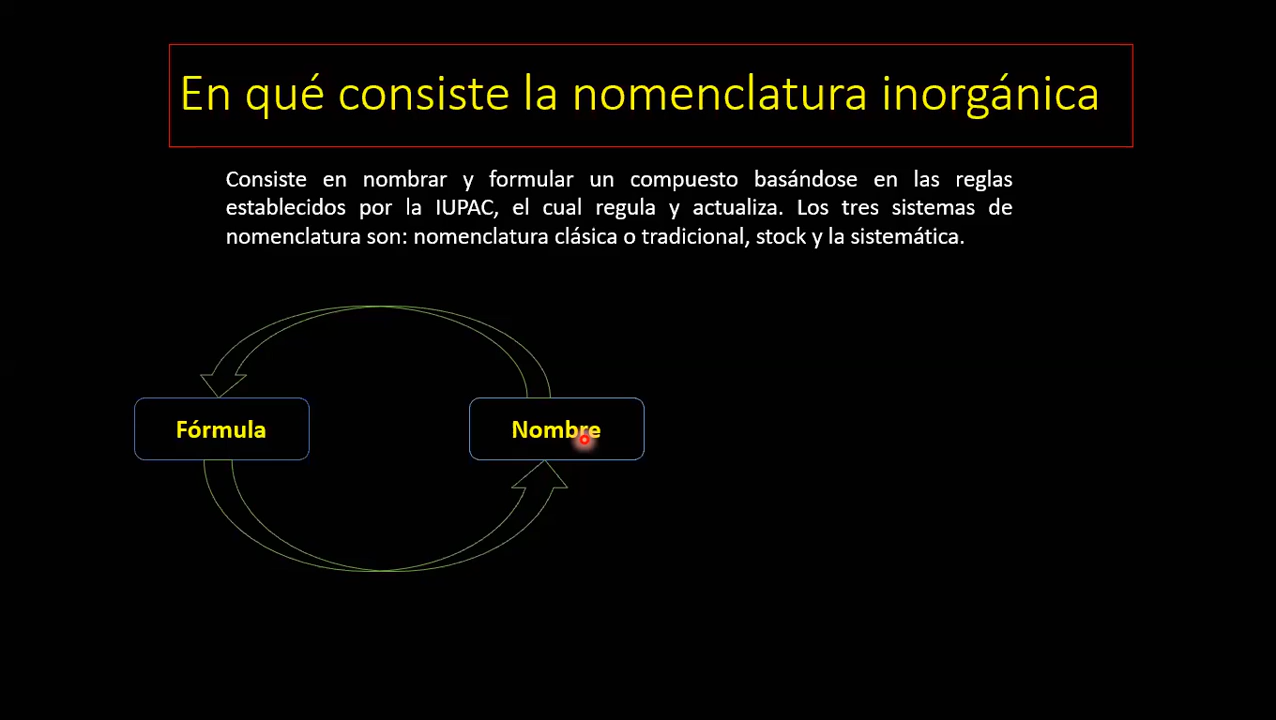 En qué consiste la nomenclatura inorgánica
Consiste en nombrar y formular un compuesto basándose en las reglas
establecidos por la IUPAC, el cual regula y actualiza. Los tres sistemas de
nomenclatura son: nomenclatura clásica o tradicional, stock y la sistemática.
Fórmula
Nombre